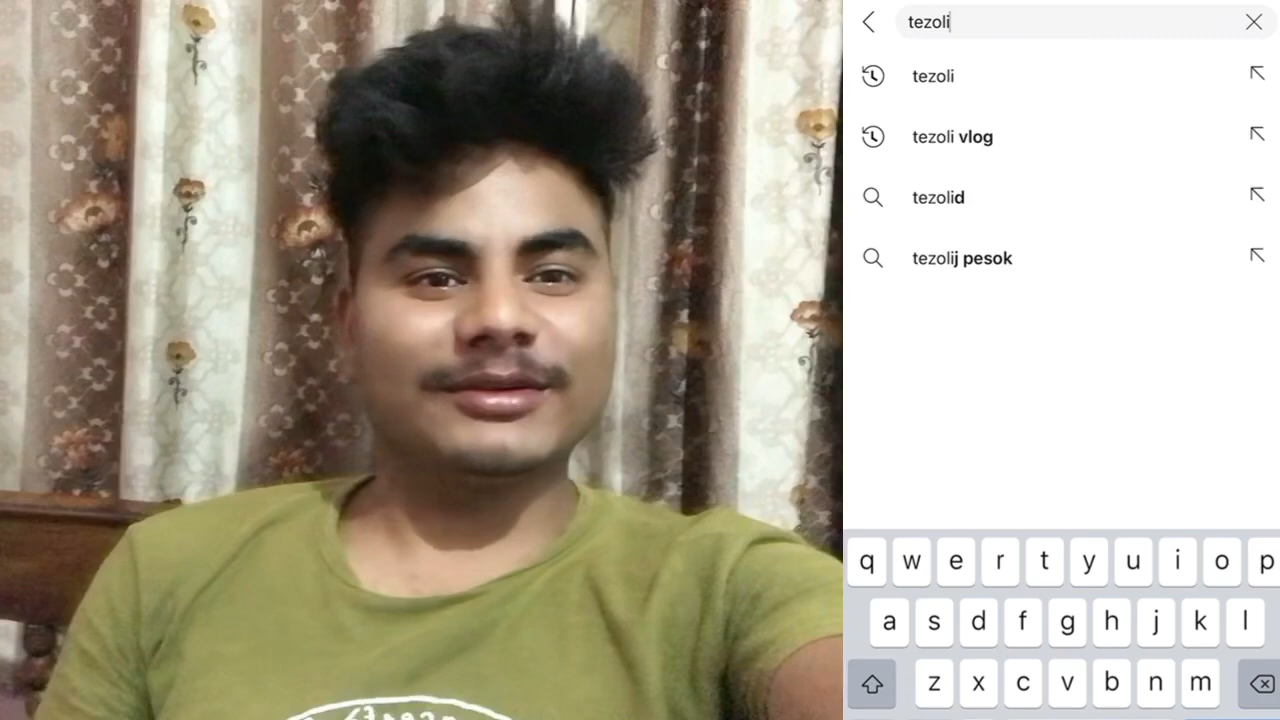 tezoli
tezoli
tezoli vlog
tezolid
tezolij pesok
q w e r t y u i o p
a s d f g h j k l
z x c v b n m